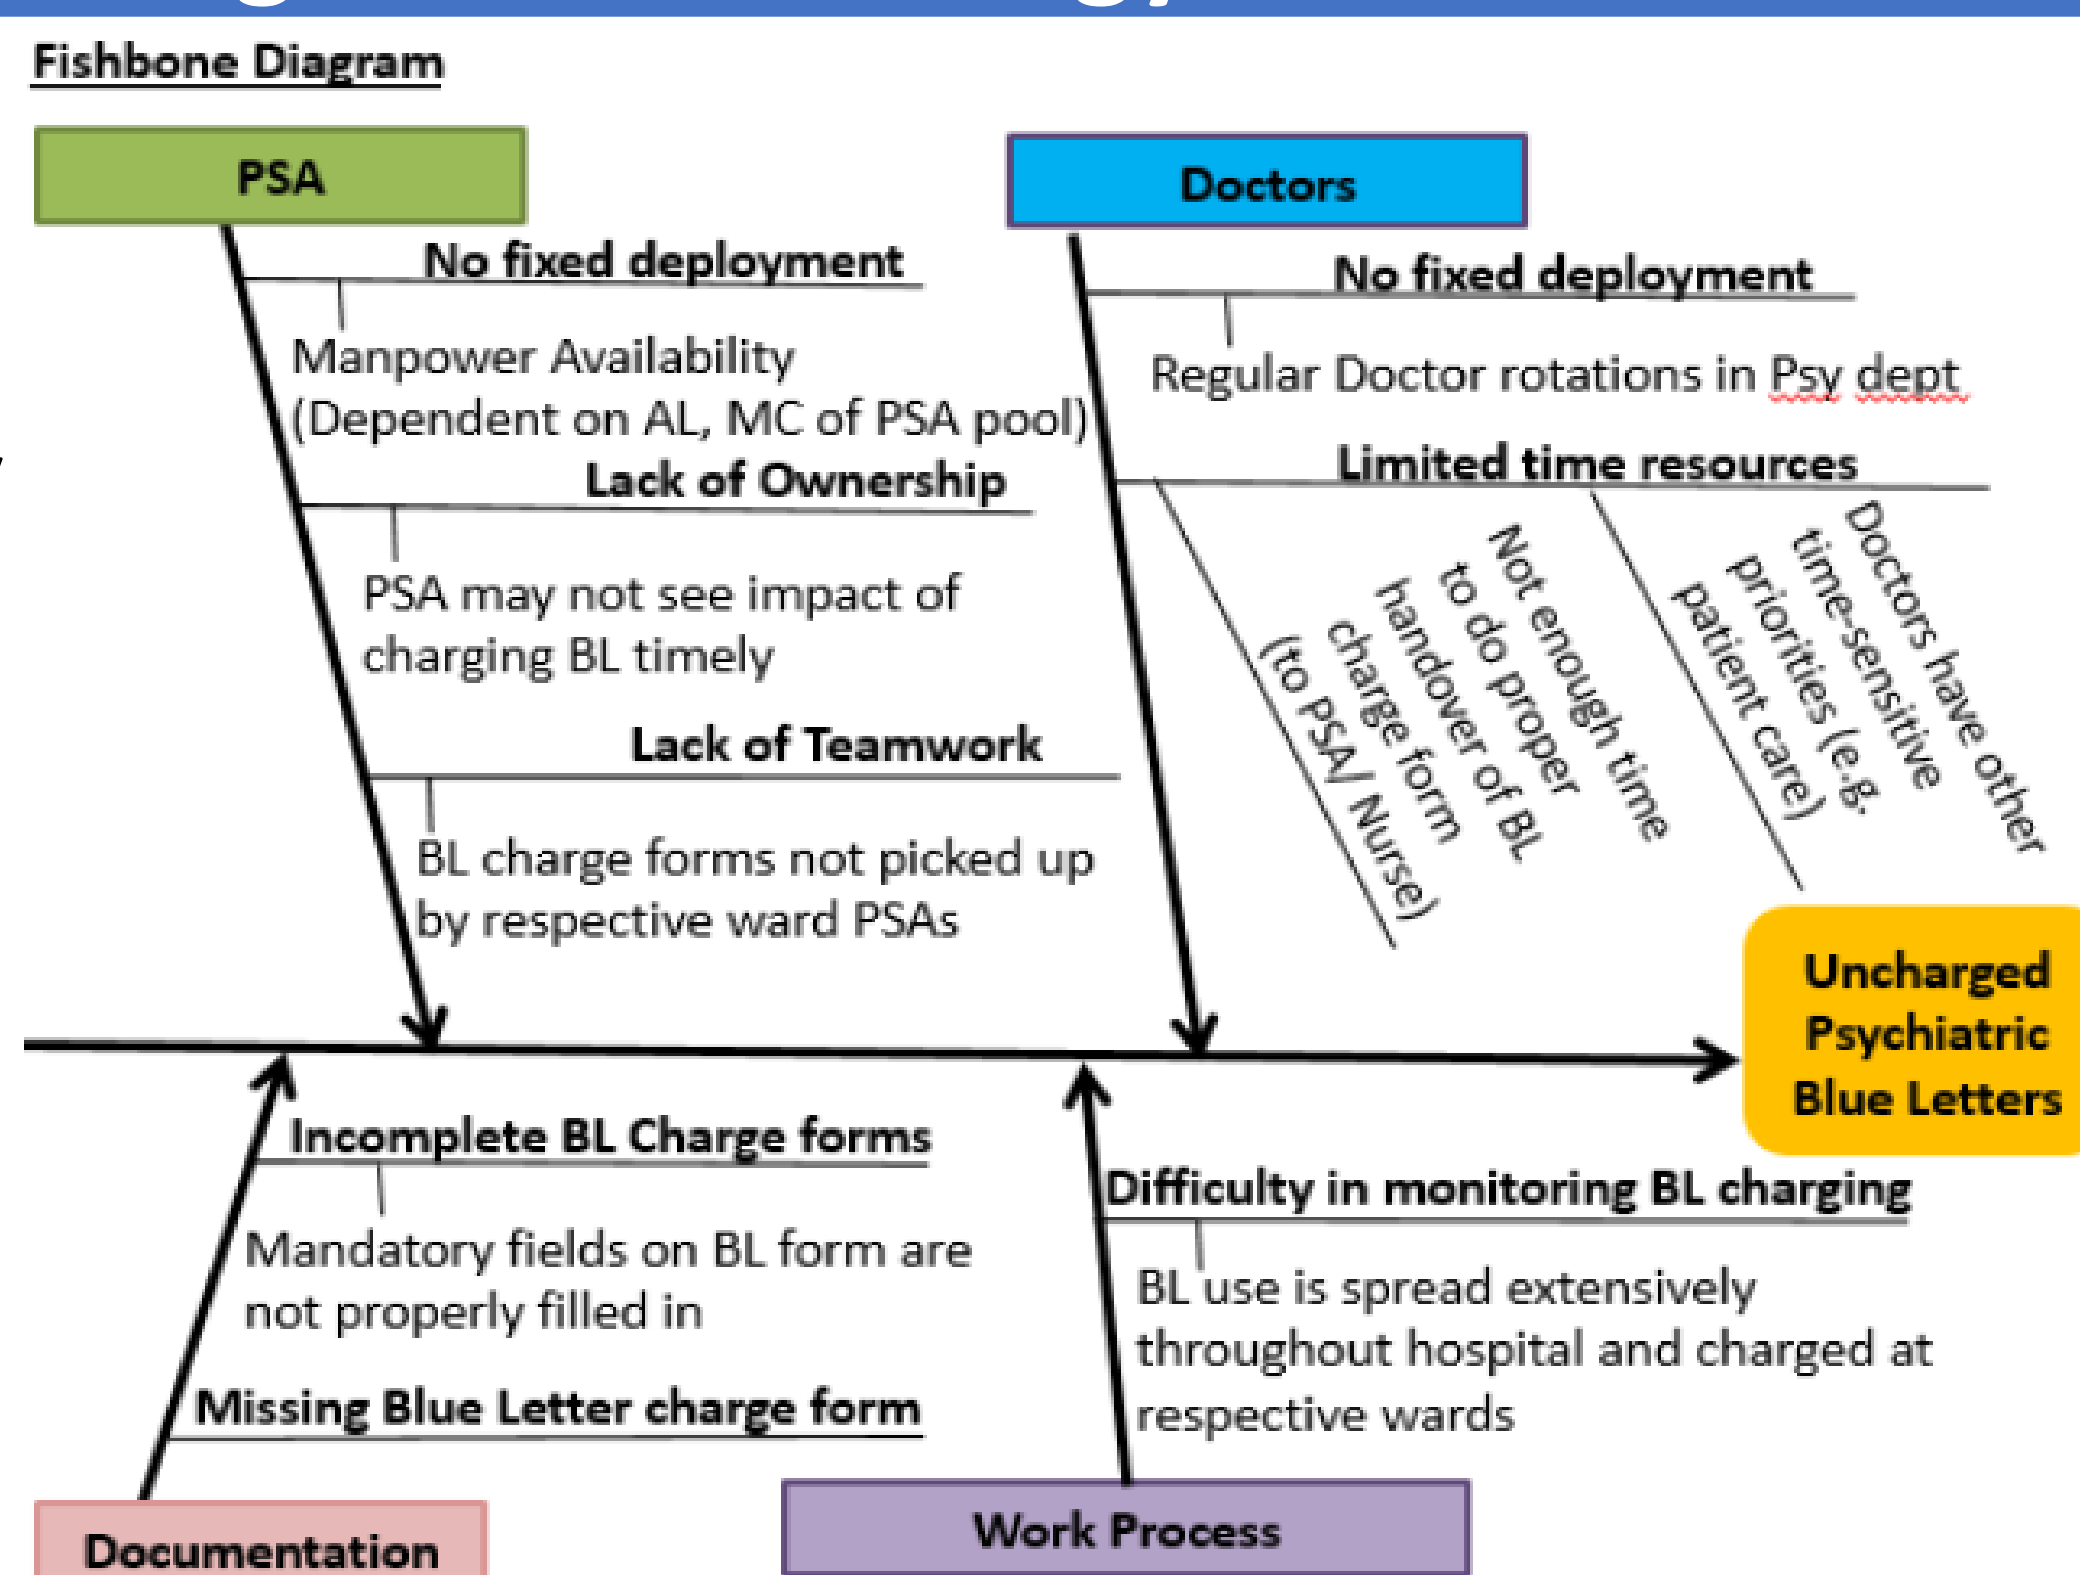 Fishbone Diagram
PSA
No fixed deployment
Manpower Availability
(Dependent on AL, MC of PSA pool)
Lack of Ownership
PSA may not see impact of
charging BL timely
Lack of Teamwork
BL charge forms not picked up
by respective ward PSAs
Doctors
No fixed deployment
Regular Doctor rotations in Psy dept
Limited time resources
Not enough time
to do proper
handover of BL
charge form
(to PSA/ Nurse)
Doctors have other
time-sensitive
priorities (e.g.
patient care)
Uncharged
Psychiatric
Blue Letters
Incomplete BL Charge forms
Mandatory fields on BL form are
not properly filled in
Missing Blue Letter charge form
Documentation
Difficulty in monitoring BL charging
BL use is spread extensively
throughout hospital and charged at
respective wards
Work Process